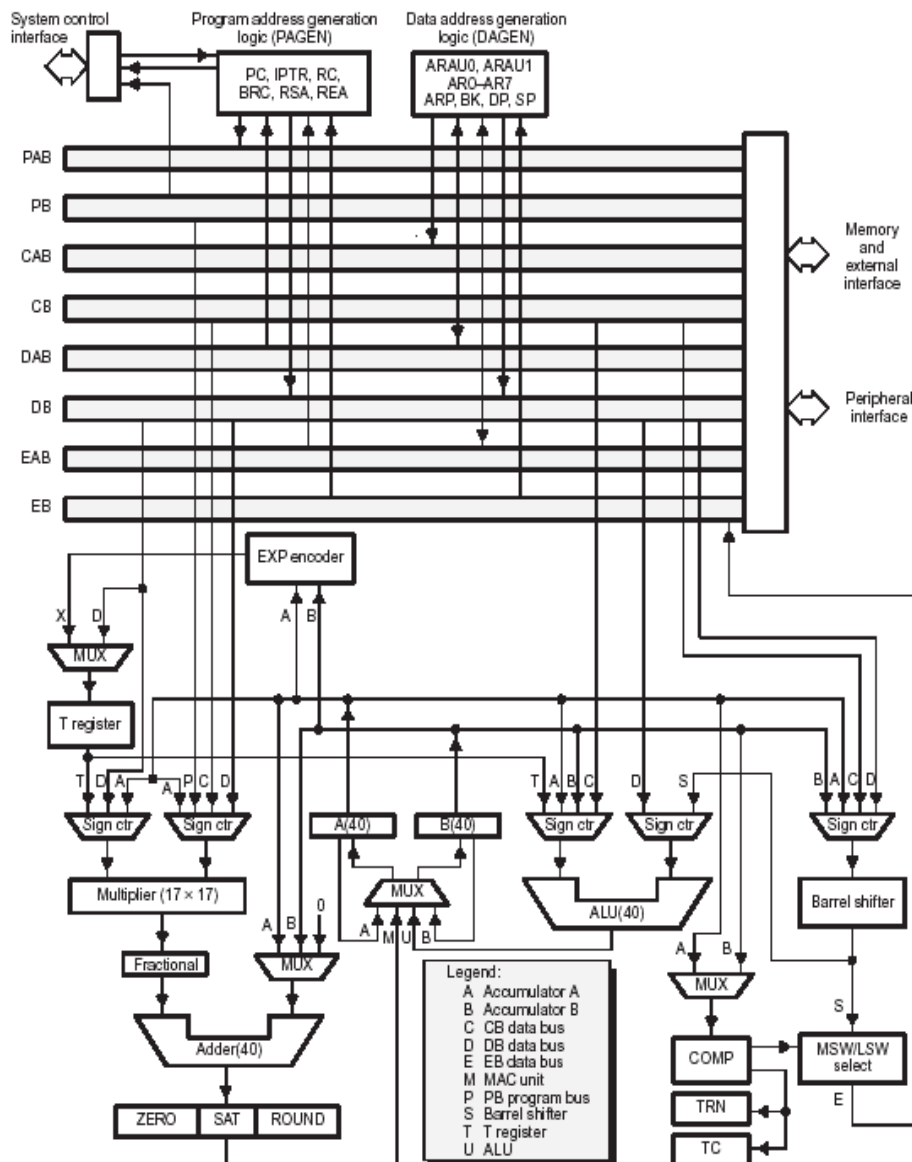 System control
interface
Program address generation
logic (PAGEN)
Data address generation
logic (DAGEN)
PC, IPTR, RC,
BRC, RSA, REA
ARAU0, ARAU1
AR0–AR7
ARP, BK, DP, SP
PAB
PB
CAB
CB
DAB
DB
EAB
EB
Memory
and
external
interface
Peripheral
interface
EXP encoder
A B
X D
MUX
T register
T D A
A P C D
Sign ctr
Sign ctr
A(40)
B(40)
T A B C
D S
Sign ctr
Sign ctr
B A C D
Sign ctr
Multiplier (17 × 17)
MUX
A M U B
ALU(40)
Barrel shifter
A B 0
MUX
Fractional
Adder(40)
A B
MUX
S
COMP
MSW/LSW
select
E
TRN
TC
ZERO SAT ROUND
Legend:
A Accumulator A
B Accumulator B
C CB data bus
D DB data bus
E EB data bus
M MAC unit
P PB program bus
S Barrel shifter
T T register
U ALU